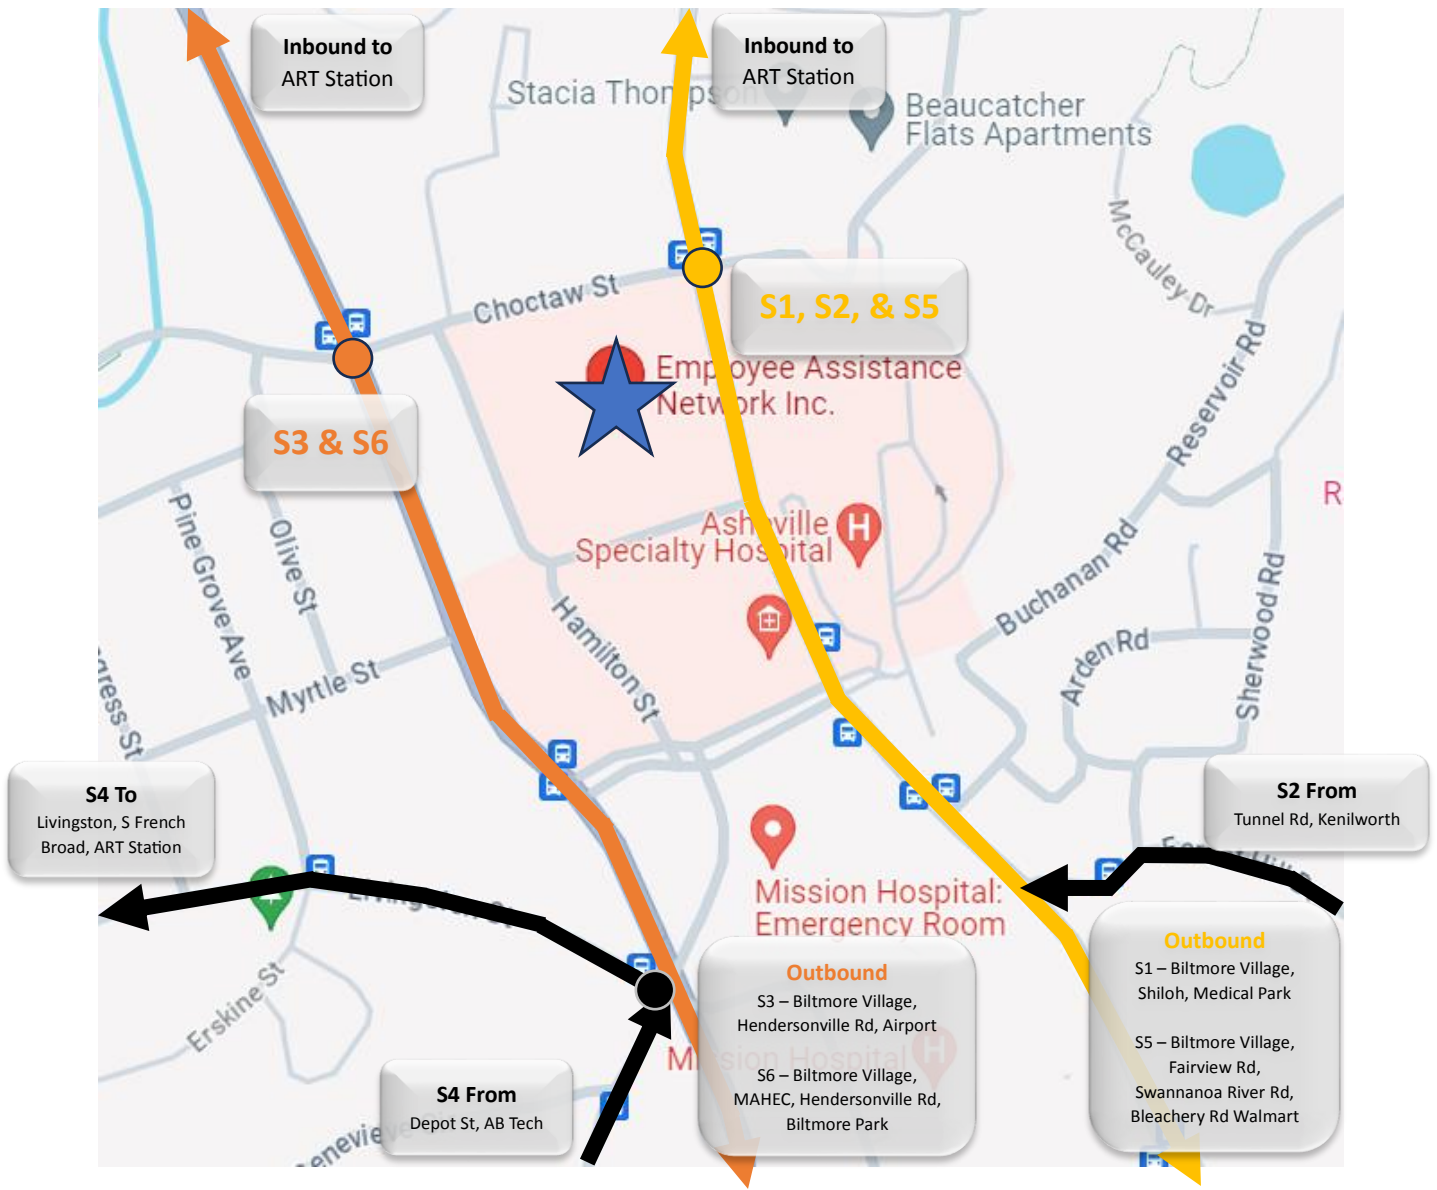 Inbound to
ART Station
Inbound to
ART Station
Stacia Thompson
Beaucatcher
Flats Apartments
McCauley Dr
Choctaw St
S1, S2, & S5
Employee Assistance
Network Inc.
Reservoir Rd
S3 & S6
R
Pine Grove Ave
Olive St
Asheville
Specialty Hospital
H
Buchanan Rd
Hamilton St
Sherwood Rd
Arden Rd
Myrtle St
gress St
S4 To
Livingston, S French
Broad, ART Station
S2 From
Tunnel Rd, Kenilworth
Livingston St
Mission Hospital:
Emergency Room
Erskine St
Outbound
S3 – Biltmore Village,
Hendersonville Rd, Airport
S6 – Biltmore Village,
MAHEC, Hendersonville Rd,
Biltmore Park
Outbound
S1 – Biltmore Village,
Shiloh, Medical Park
S5 – Biltmore Village,
Fairview Rd,
Swannanoa River Rd,
Bleachery Rd Walmart
Mission Hospital
H
S4 From
Depot St, AB Tech